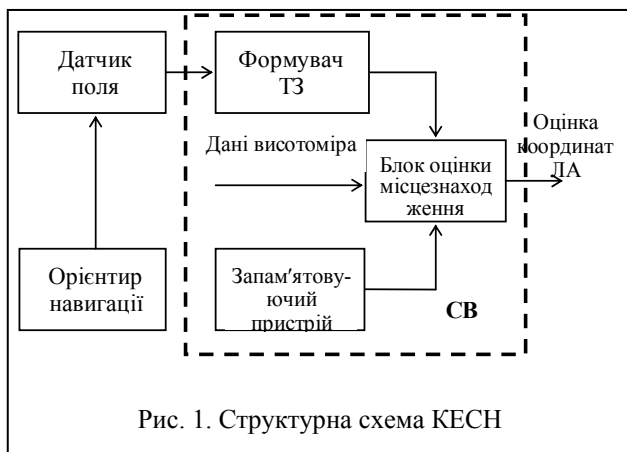 Датчик
поля
Формувач
ТЗ
Дані висотоміра
Блок оцінки
місцезнаход
ження
Оцінка
координат
ЛА
Орієнтир
навигації
Запам'ятову-
ючий
пристрій
СВ
Рис. 1. Структурна схема КЕСН